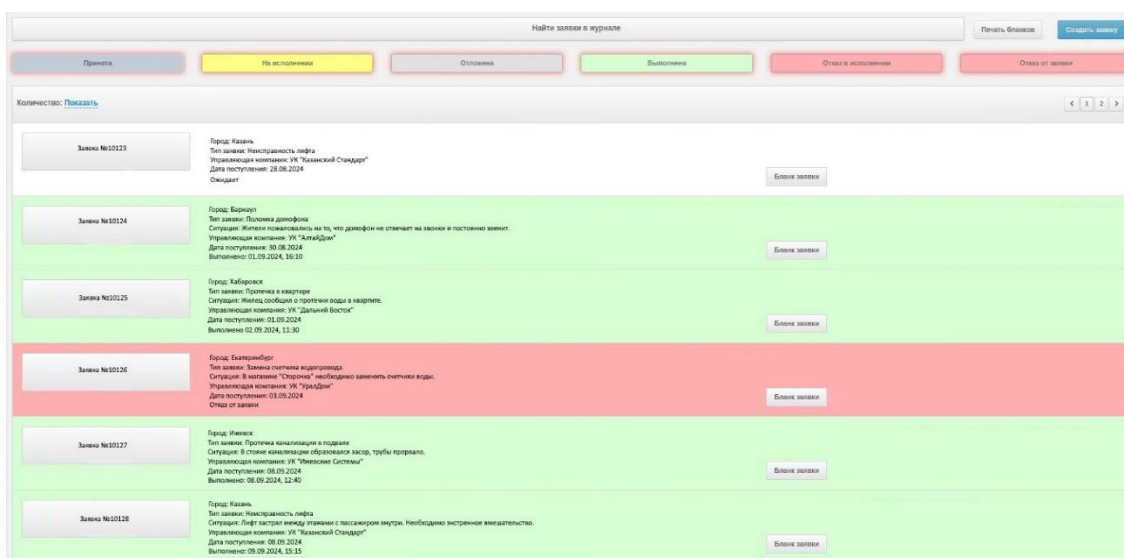 Найти заявки в журнале
Печать бланков
Создать заявку
Принята
На исполнении
Отложена
Выполнена
Отказ в исполнении
Отказ от заявки
Количество: Показать
< 1 2 >
Заявка №10123
Город: Казань
Тип заявки: Неисправность лифта
Управляющая компания: УК "Казанский Стандарт"
Дата поступления: 28.08.2024
Ожидает
Бланк заявки
Заявка №10124
Город: Барнаул
Тип заявки: Поломка домофона
Ситуация: Жители пожаловались на то, что домофон не отвечает на звонки и постоянно звенит.
Управляющая компания: УК "АлтайДом"
Дата поступления: 30.08.2024
Выполнено: 01.09.2024, 16:10
Бланк заявки
Заявка №10125
Город: Хабаровск
Тип заявки: Протечка в квартире
Ситуация: Жилец сообщил о протечки воды в квартите.
Управляющая компания: УК "Дальний Восток"
Дата поступления: 01.09.2024
Выполнено 02.09.2024, 11:30
Бланк заявки
Заявка №10126
Город: Екатеринбург
Тип заявки: Замена счетчика водопровода
Ситуация: В магазине "Сторочка" необходимо заменять счетчики воды.
Управляющая компания: УК "УралДом"
Дата поступления: 03.09.2024
Отказ от заявки
Бланк заявки
Заявка №10127
Город: Ижевск
Тип заявки: Протечка канализации в подвале
Ситуация: В стояке канализации образовался засор, трубы прорвало.
Управляющая компания: УК "Ижевские Системы"
Дата поступления: 08.09.2024
Выполнено: 08.09.2024, 12:40
Бланк заявки
Заявка №10128
Город: Казань
Тип заявки: Неисправность лифта
Ситуация: Лифт застрял между этажами с пассажиром внутри. Необходимо экстренное вмешательство.
Управляющая компания: УК "Казанский Стандарт"
Дата поступления: 08.09.2024
Выполнено: 09.09.2024, 15:15
Бланк заявки